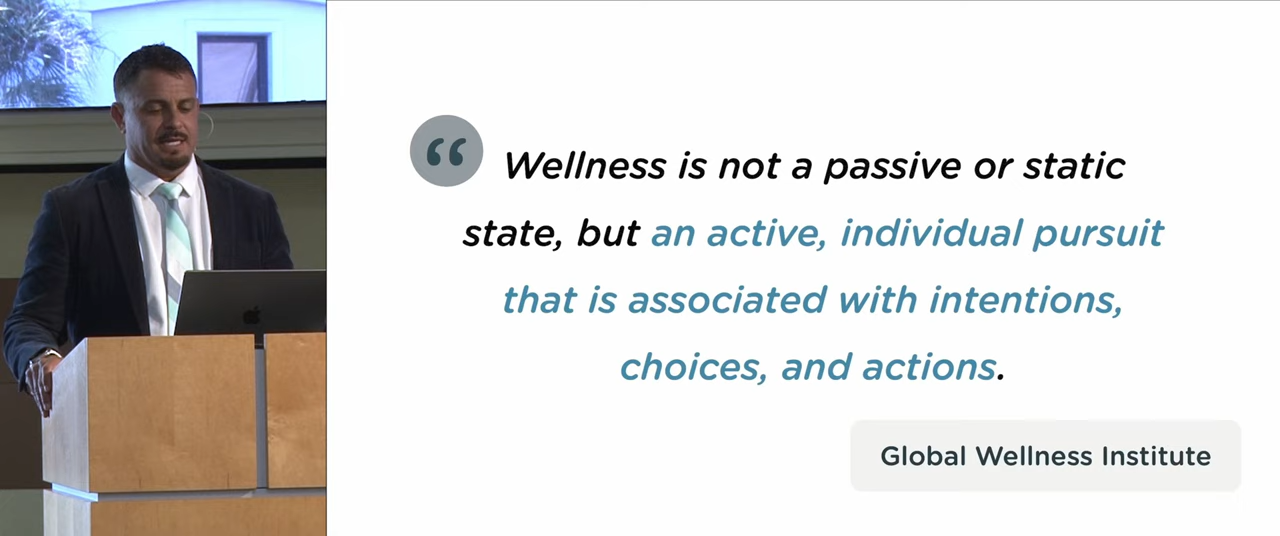 “ Wellness is not a passive or static
state, but an active, individual pursuit
that is associated with intentions,
choices, and actions.
Global Wellness Institute